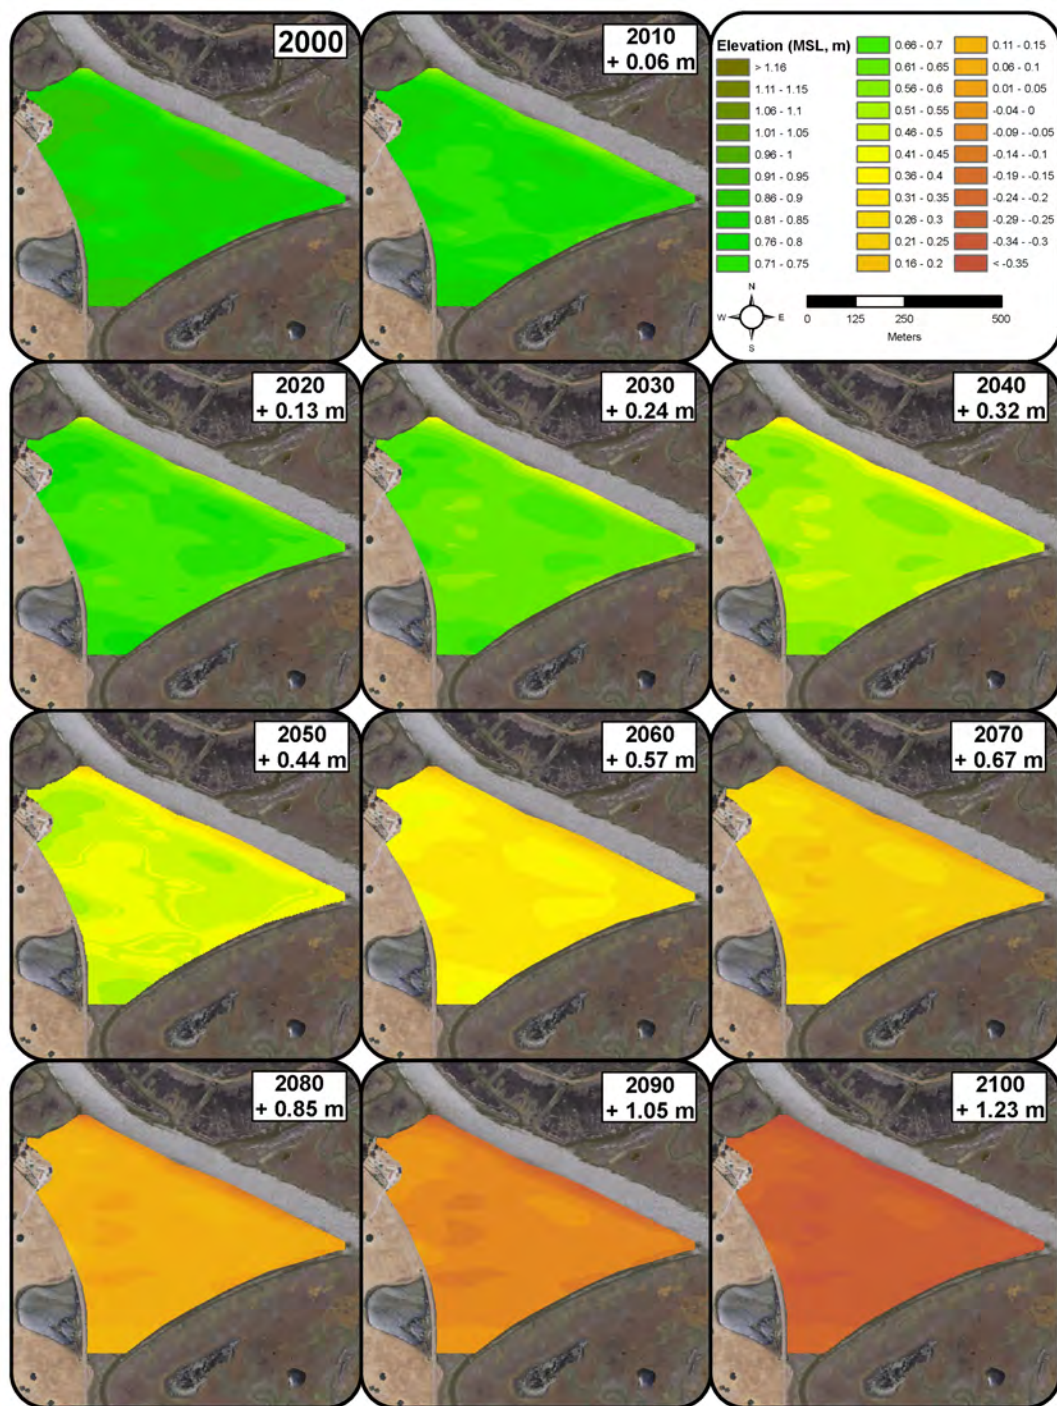 2000
2010
+ 0.06 m
Elevation (MSL, m)
> 1.16
1.11 - 1.15
1.06 - 1.1
1.01 - 1.05
0.96 - 1
0.91 - 0.95
0.86 - 0.9
0.81 - 0.85
0.76 - 0.8
0.71 - 0.75
0.66 - 0.7
0.61 - 0.65
0.56 - 0.6
0.51 - 0.55
0.46 - 0.5
0.41 - 0.45
0.36 - 0.4
0.31 - 0.35
0.26 - 0.3
0.21 - 0.25
0.16 - 0.2
0.11 - 0.15
0.06 - 0.1
0.01 - 0.05
-0.04 - 0
-0.09 - -0.05
-0.14 - -0.1
-0.19 - -0.15
-0.24 - -0.2
-0.29 - -0.25
-0.34 - -0.3
< -0.35
N
W E
S
0 125 250 500
Meters
2020
+ 0.13 m
2030
+ 0.24 m
2040
+ 0.32 m
2050
+ 0.44 m
2060
+ 0.57 m
2070
+ 0.67 m
2080
+ 0.85 m
2090
+ 1.05 m
2100
+ 1.23 m